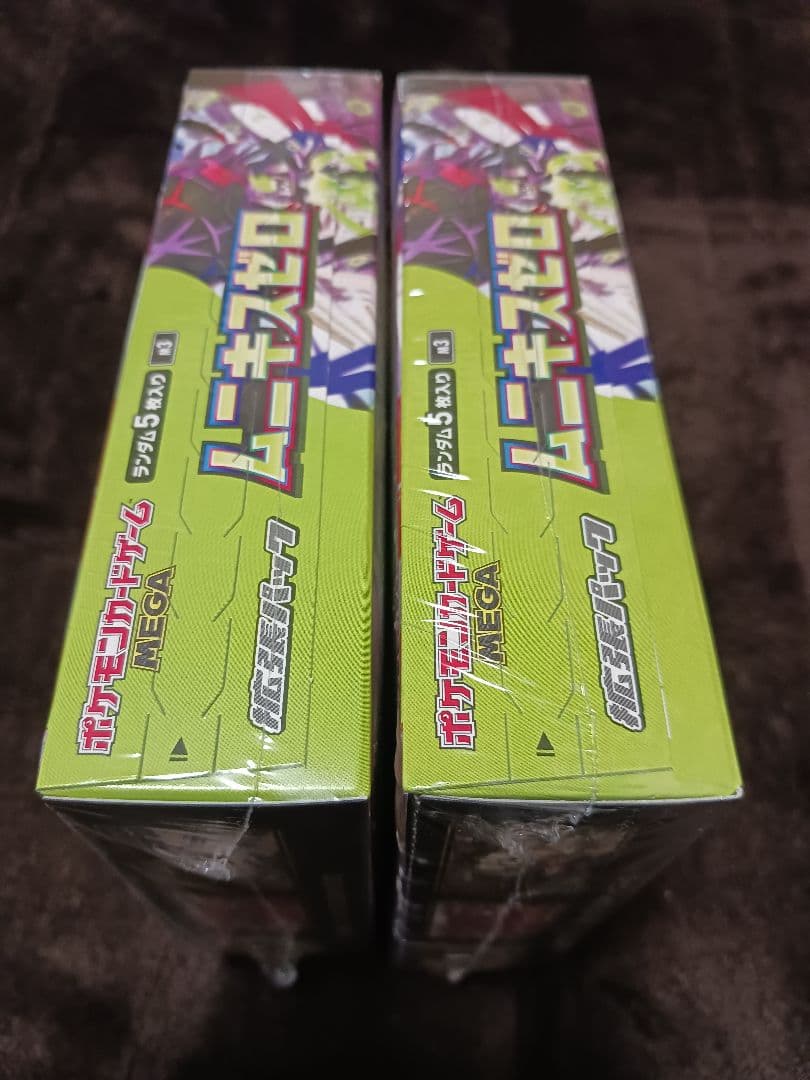 ポケモンカードゲーム
MEGA
ランダム5枚入り
M3
ムニキスゼロ
拡張パック
ポケモンカードゲーム
MEGA
ランダム5枚入り
M3
ムニキスゼロ
拡張パック